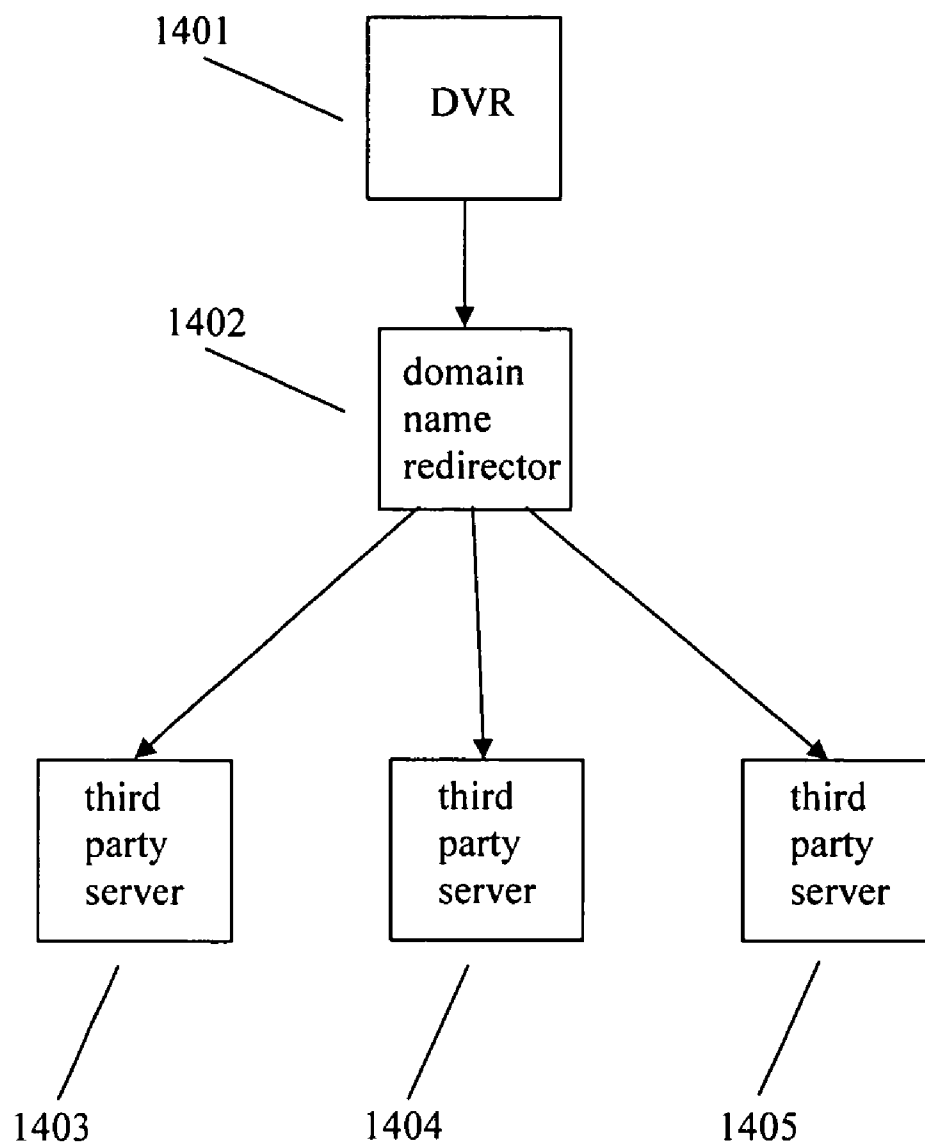 1401
DVR
1402
domain
name
redirector
third
party
server
third
party
server
third
party
server
1403
1404
1405